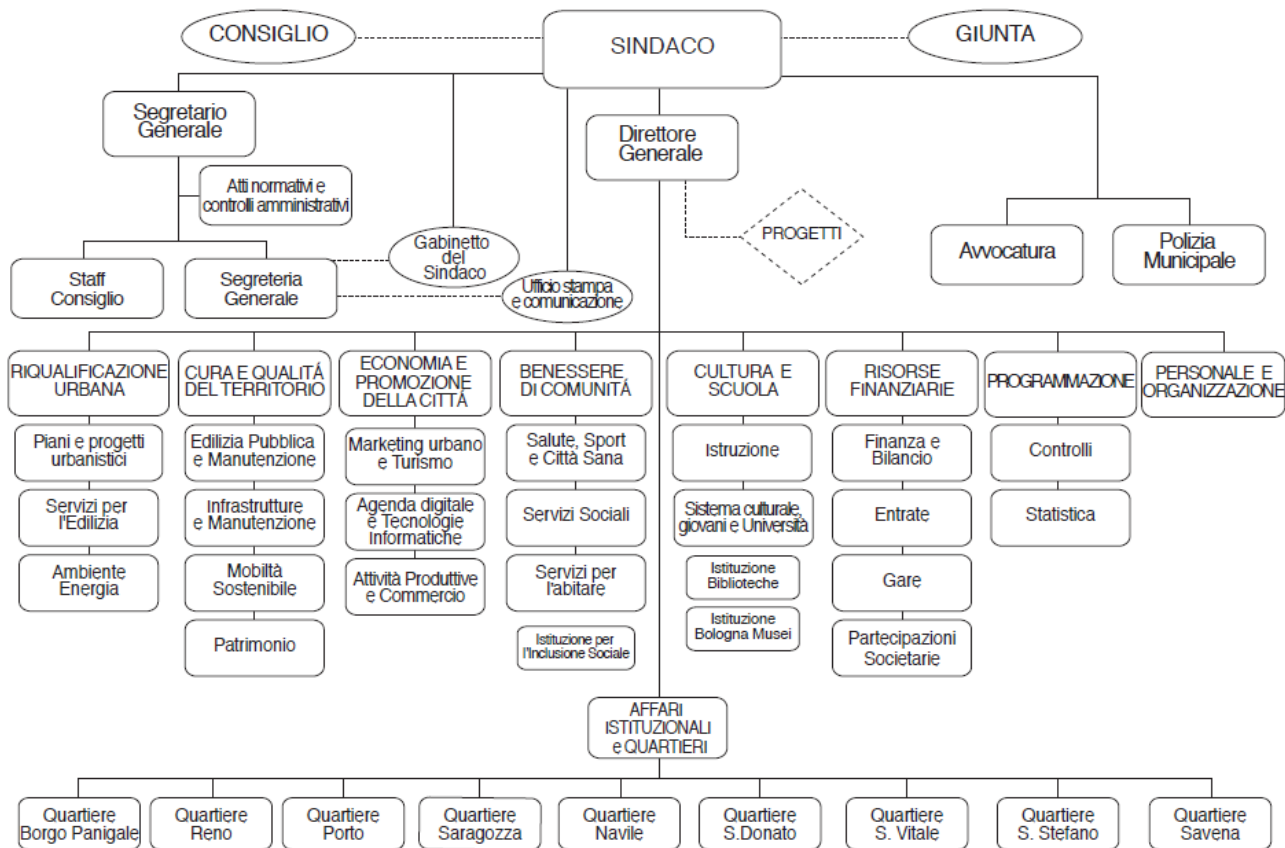 CONSIGLIO
SINDACO
GIUNTA
Segretario
Generale
Direttore
Generale
Atti normativi e
controlli amministrativi
PROGETTI
Avvocatura
Polizia
Municipale
Gabinetto
del
Sindaco
Staff
Consiglio
Segreteria
Generale
Ufficio stampa
e comunicazione
RIQUALIFICAZIONE
URBANA
CURA E QUALITÁ
DEL TERRITORIO
ECONOMIA E
PROMOZIONE
DELLA CITTÁ
BENESSERE
DI COMUNITÁ
CULTURA E
SCUOLA
RISORSE
FINANZIARIE
PROGRAMMAZIONE
PERSONALE E
ORGANIZZAZIONE
Piani e progetti
urbanistici
Edilizia Pubblica
e Manutenzione
Marketing urbano
e Turismo
Salute, Sport
e Città Sana
Istruzione
Finanza e
Bilancio
Controlli
Servizi per
l'Edilizia
Infrastrutture
e Manutenzione
Agenda digitale
e Tecnologie
Informatiche
Servizi Sociali
Sistema culturale,
giovani e Università
Entrate
Statistica
Ambiente
Energia
Mobiltà
Sostenibile
Attività Produttive
e Commercio
Servizi per
l'abitare
Istituzione
Biblioteche
Gare
Patrimonio
Istituzione per
l'Inclusione Sociale
Istituzione
Bologna Musei
Partecipazioni
Societarie
AFFARI
ISTITUZIONALI
e QUARTIERI
Quartiere
Borgo Panigale
Quartiere
Reno
Quartiere
Porto
Quartiere
Saragozza
Quartiere
Navile
Quartiere
S.Donato
Quartiere
S. Vitale
Quartiere
S. Stefano
Quartiere
Savena